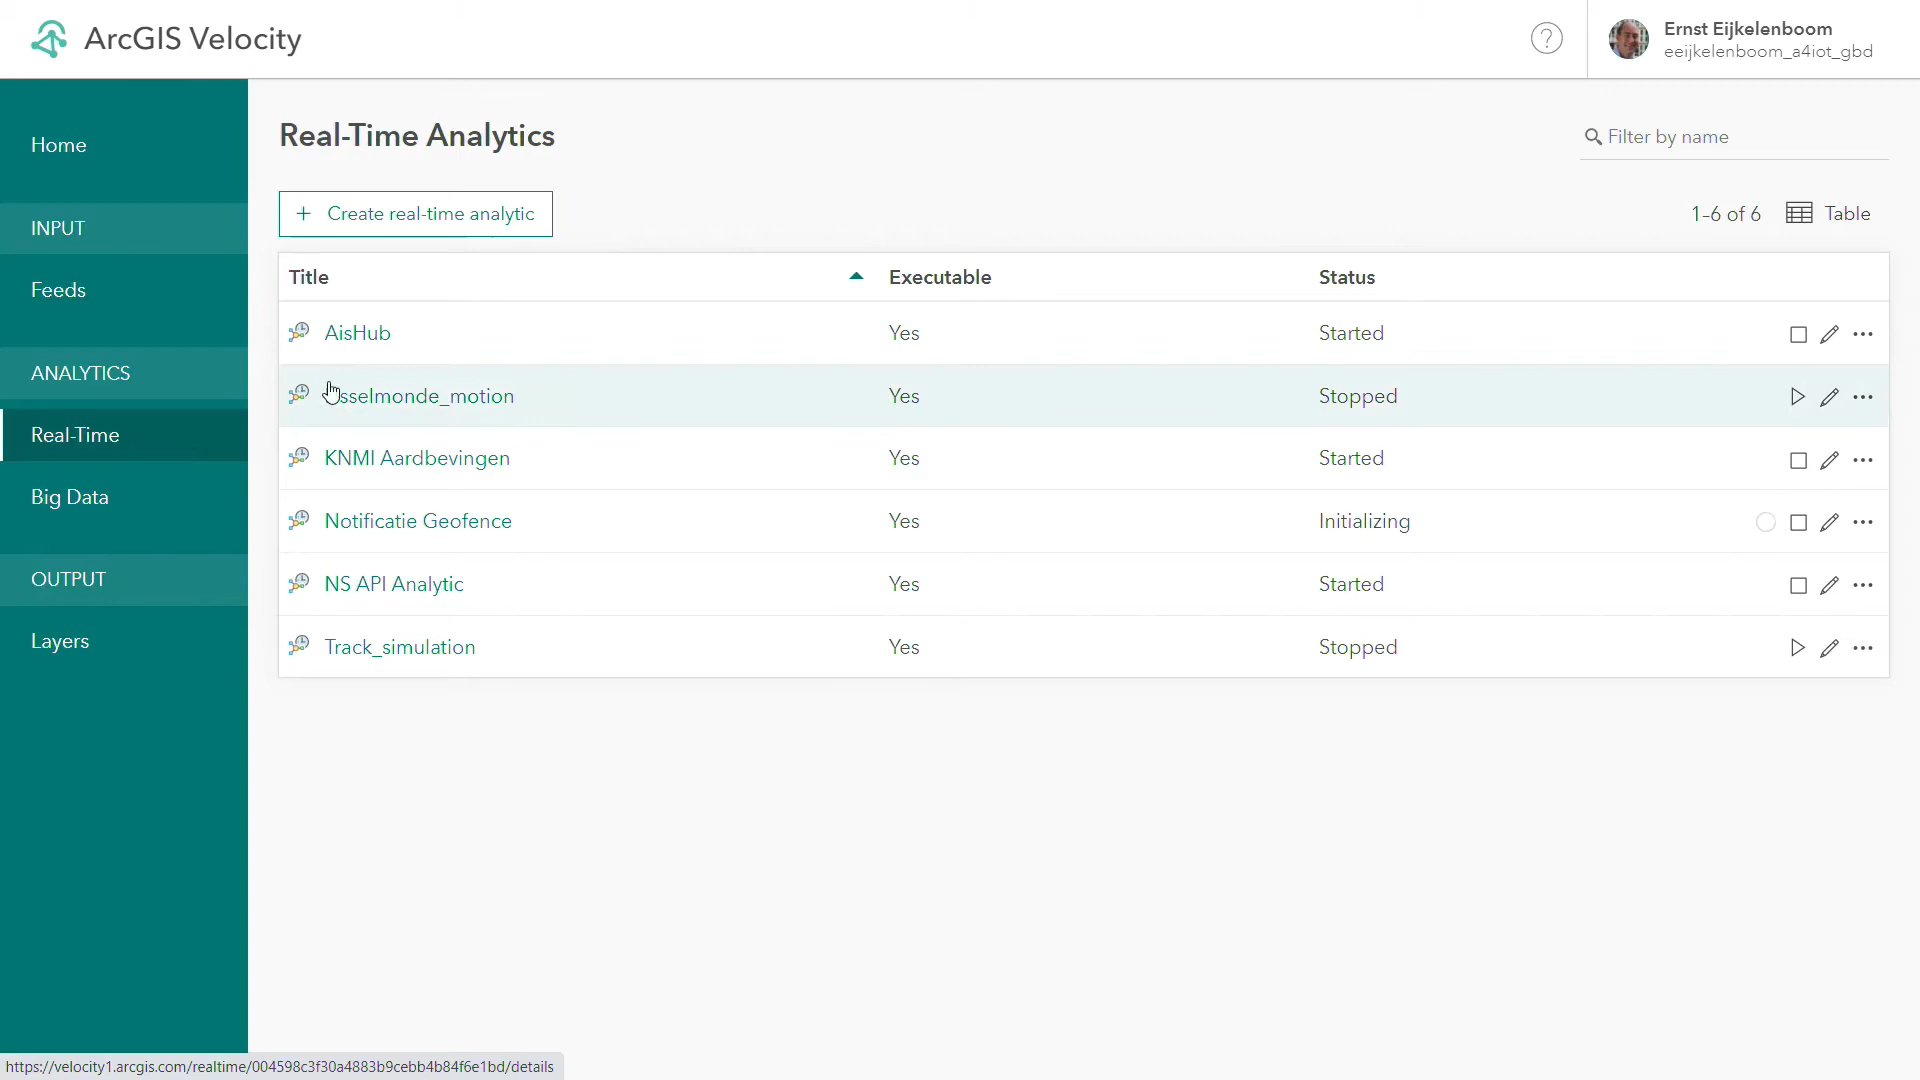 ArcGIS Velocity
Ernst Eijkelenboom
eeijkelenboom_a4iot_gbd
Home
INPUT
Feeds
ANALYTICS
Real-Time
Big Data
OUTPUT
Layers
Real-Time Analytics
Filter by name
+ Create real-time analytic
1–6 of 6 Table
Title Executable Status
AisHub Yes Started
Yes Stopped
KNMI Aardbevingen Yes Started
Notificatie Geofence Yes Initializing
NS API Analytic Yes Started
Track_simulation Yes Stopped
https://velocity1.arcgis.com/realtime/004598c3f30a4883b9cebb4b84f6e1bd/details